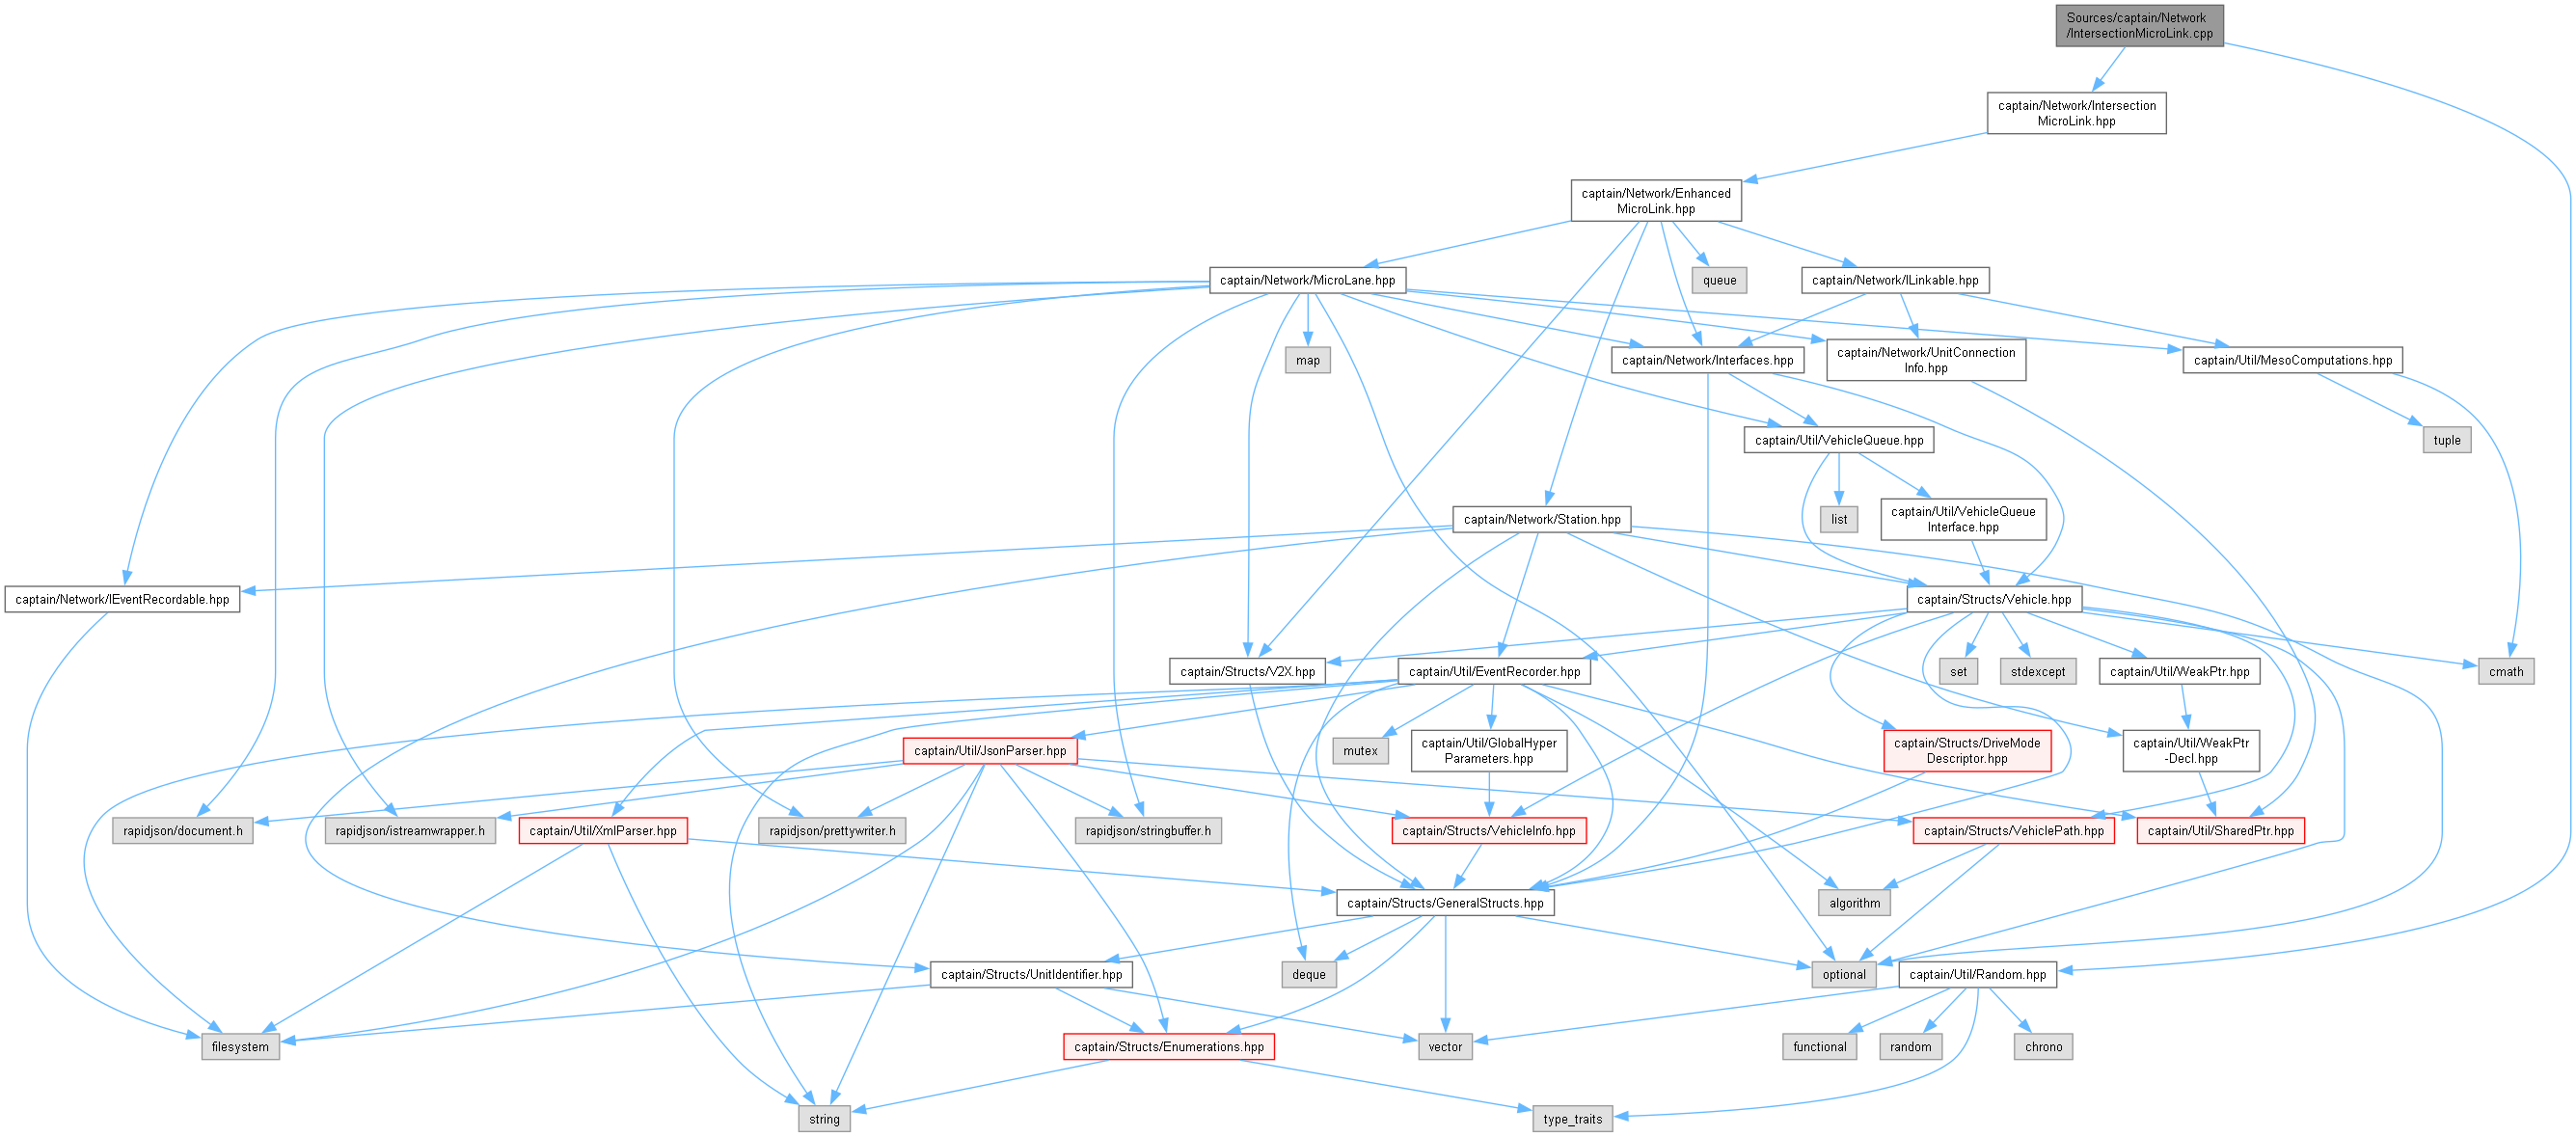 Sources/captain/Network
/IntersectionMicroLink.cpp
captain/Network/Intersection
MicroLink.hpp
captain/Network/Enhanced
MicroLink.hpp
captain/Network/MicroLane.hpp
queue
captain/Network/ILinkable.hpp
map
captain/Network/Interfaces.hpp
captain/Network/UnitConnection
Info.hpp
captain/Util/MesoComputations.hpp
captain/Util/VehicleQueue.hpp
tuple
captain/Network/Station.hpp
list
captain/Util/VehicleQueue
Interface.hpp
captain/Network/IEventRecordable.hpp
captain/Structs/Vehicle.hpp
captain/Structs/V2X.hpp
captain/Util/EventRecorder.hpp
set
stdexcept
captain/Util/WeakPtr.hpp
cmath
captain/Util/JsonParser.hpp
mutex
captain/Util/GlobalHyper
Parameters.hpp
captain/Structs/DriveMode
Descriptor.hpp
captain/Util/WeakPtr
-Decl.hpp
rapidjson/document.h
rapidjson/istreamwrapper.h
captain/Util/XmlParser.hpp
rapidjson/prettywriter.h
rapidjson/stringbuffer.h
captain/Structs/VehicleInfo.hpp
captain/Structs/VehiclePath.hpp
captain/Util/SharedPtr.hpp
captain/Structs/GeneralStructs.hpp
algorithm
captain/Structs/UnitIdentifier.hpp
deque
optional
captain/Util/Random.hpp
filesystem
captain/Structs/Enumerations.hpp
vector
functional
random
chrono
string
type_traits